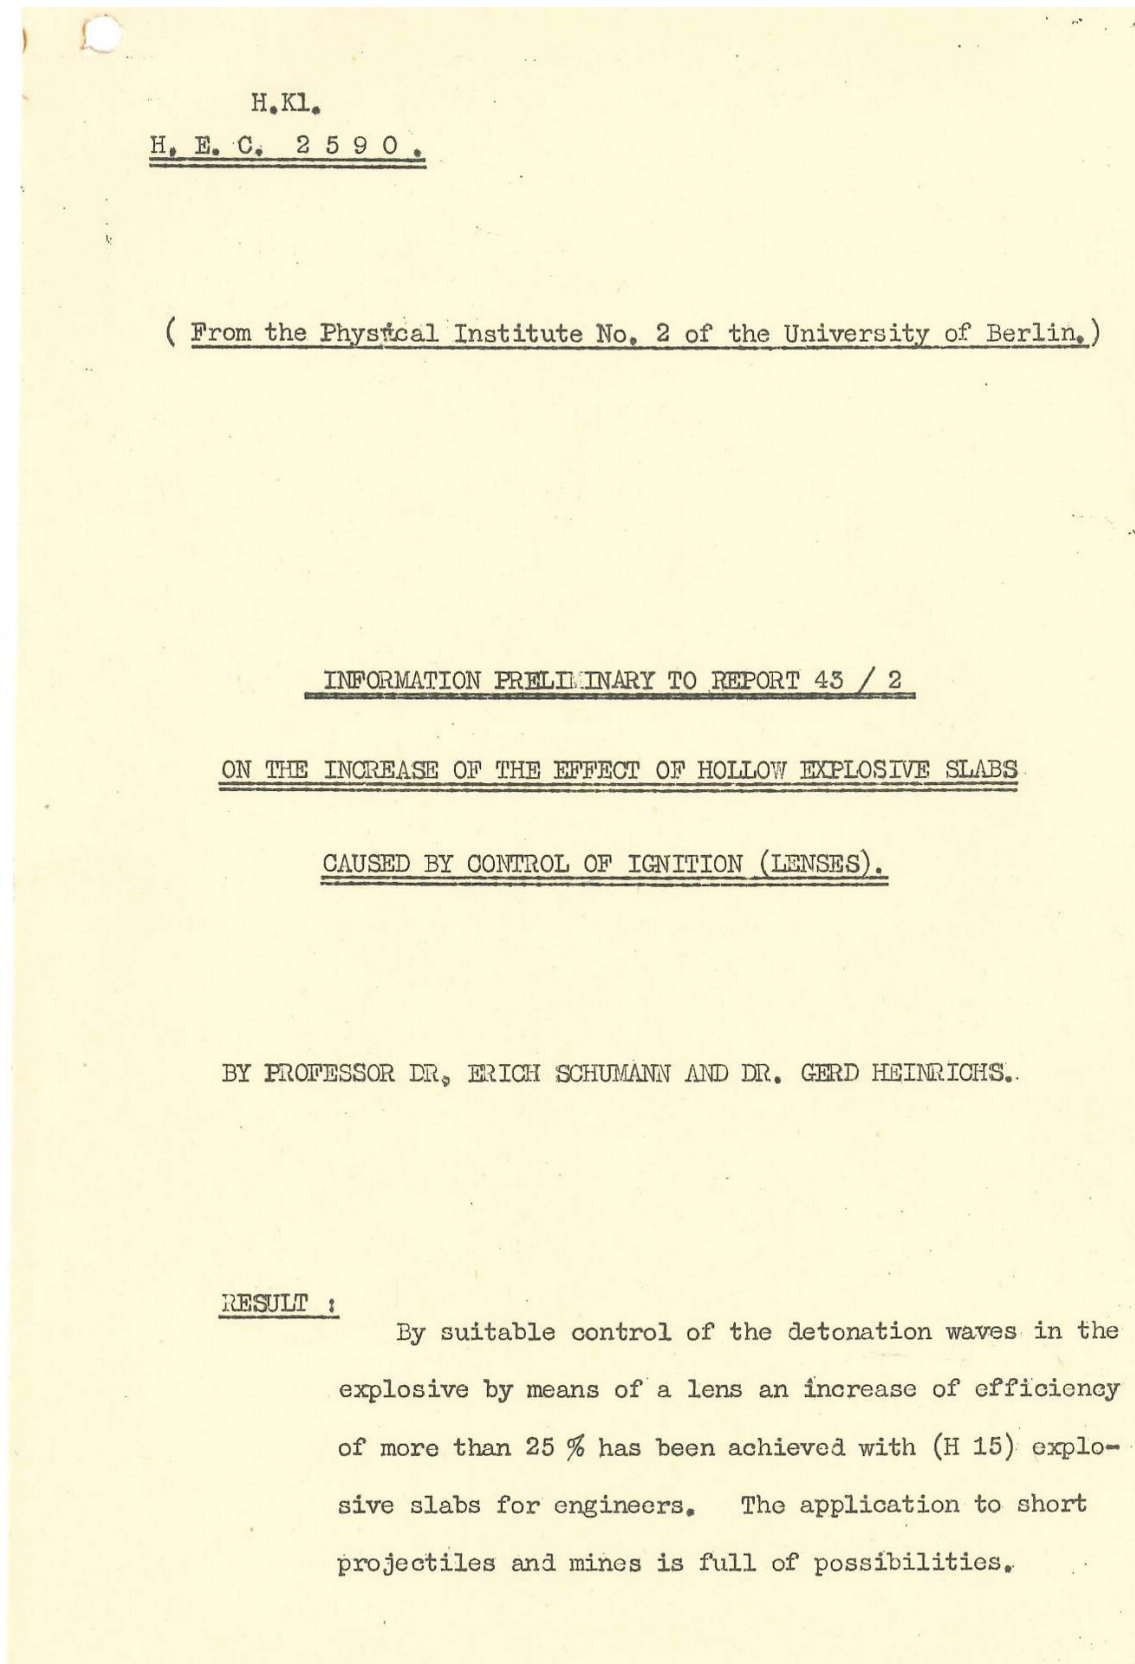 H.Kl.
H. E. C. 2 5 9 0 .
( From the Physical Institute No. 2 of the University of Berlin.)
INFORMATION PRELIMINARY TO REPORT 43 / 2
ON THE INCREASE OF THE EFFECT OF HOLLOW EXPLOSIVE SLABS
CAUSED BY CONTROL OF IGNITION (LENSES).
BY PROFESSOR DR, ERICH SCHUMANN AND DR. GERD HEINRICHS.
RESULT :
By suitable control of the detonation waves in the
explosive by means of a lens an increase of efficiency
of more than 25 % has been achieved with (H 15) explo-
sive slabs for engineers. The application to short
projectiles and mines is full of possibilities.